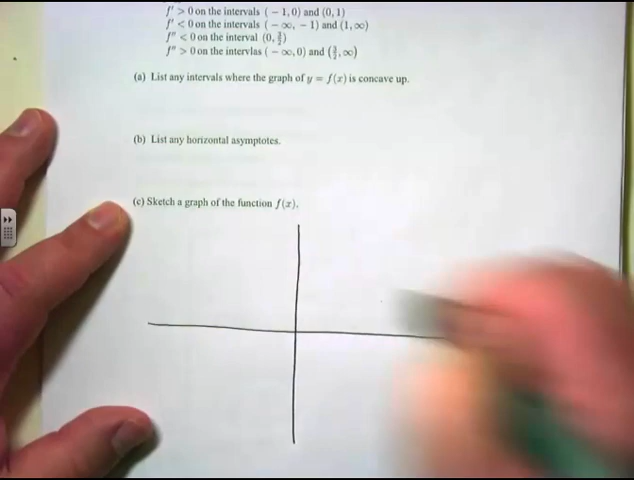 f′ > 0 on the intervals (−1, 0) and (0, 1)
f′ < 0 on the intervals (−∞, −1) and (1, ∞)
f″ < 0 on the interval (0, 3/2)
f″ > 0 on the intervlas (−∞, 0) and (3/2, ∞)
(a) List any intervals where the graph of y = f(x) is concave up.
(b) List any horizontal asymptotes.
(c) Sketch a graph of the function f(x).